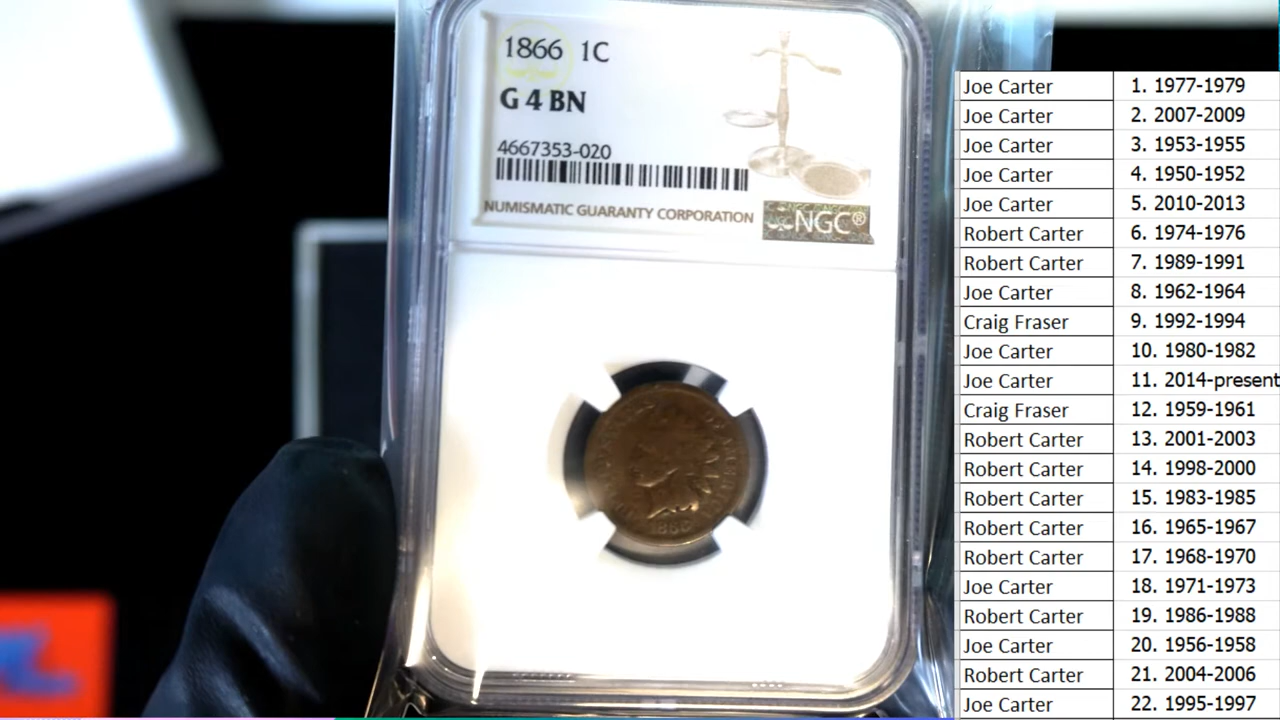 1866 1C
G 4 BN
4667353-020
NUMISMATIC GUARANTY CORPORATION
NGC®
Joe Carter 1. 1977-1979
Joe Carter 2. 2007-2009
Joe Carter 3. 1953-1955
Joe Carter 4. 1950-1952
Joe Carter 5. 2010-2013
Robert Carter 6. 1974-1976
Robert Carter 7. 1989-1991
Joe Carter 8. 1962-1964
Craig Fraser 9. 1992-1994
Joe Carter 10. 1980-1982
Joe Carter 11. 2014-present
Craig Fraser 12. 1959-1961
Robert Carter 13. 2001-2003
Robert Carter 14. 1998-2000
Robert Carter 15. 1983-1985
Robert Carter 16. 1965-1967
Robert Carter 17. 1968-1970
Joe Carter 18. 1971-1973
Robert Carter 19. 1986-1988
Joe Carter 20. 1956-1958
Robert Carter 21. 2004-2006
Joe Carter 22. 1995-1997